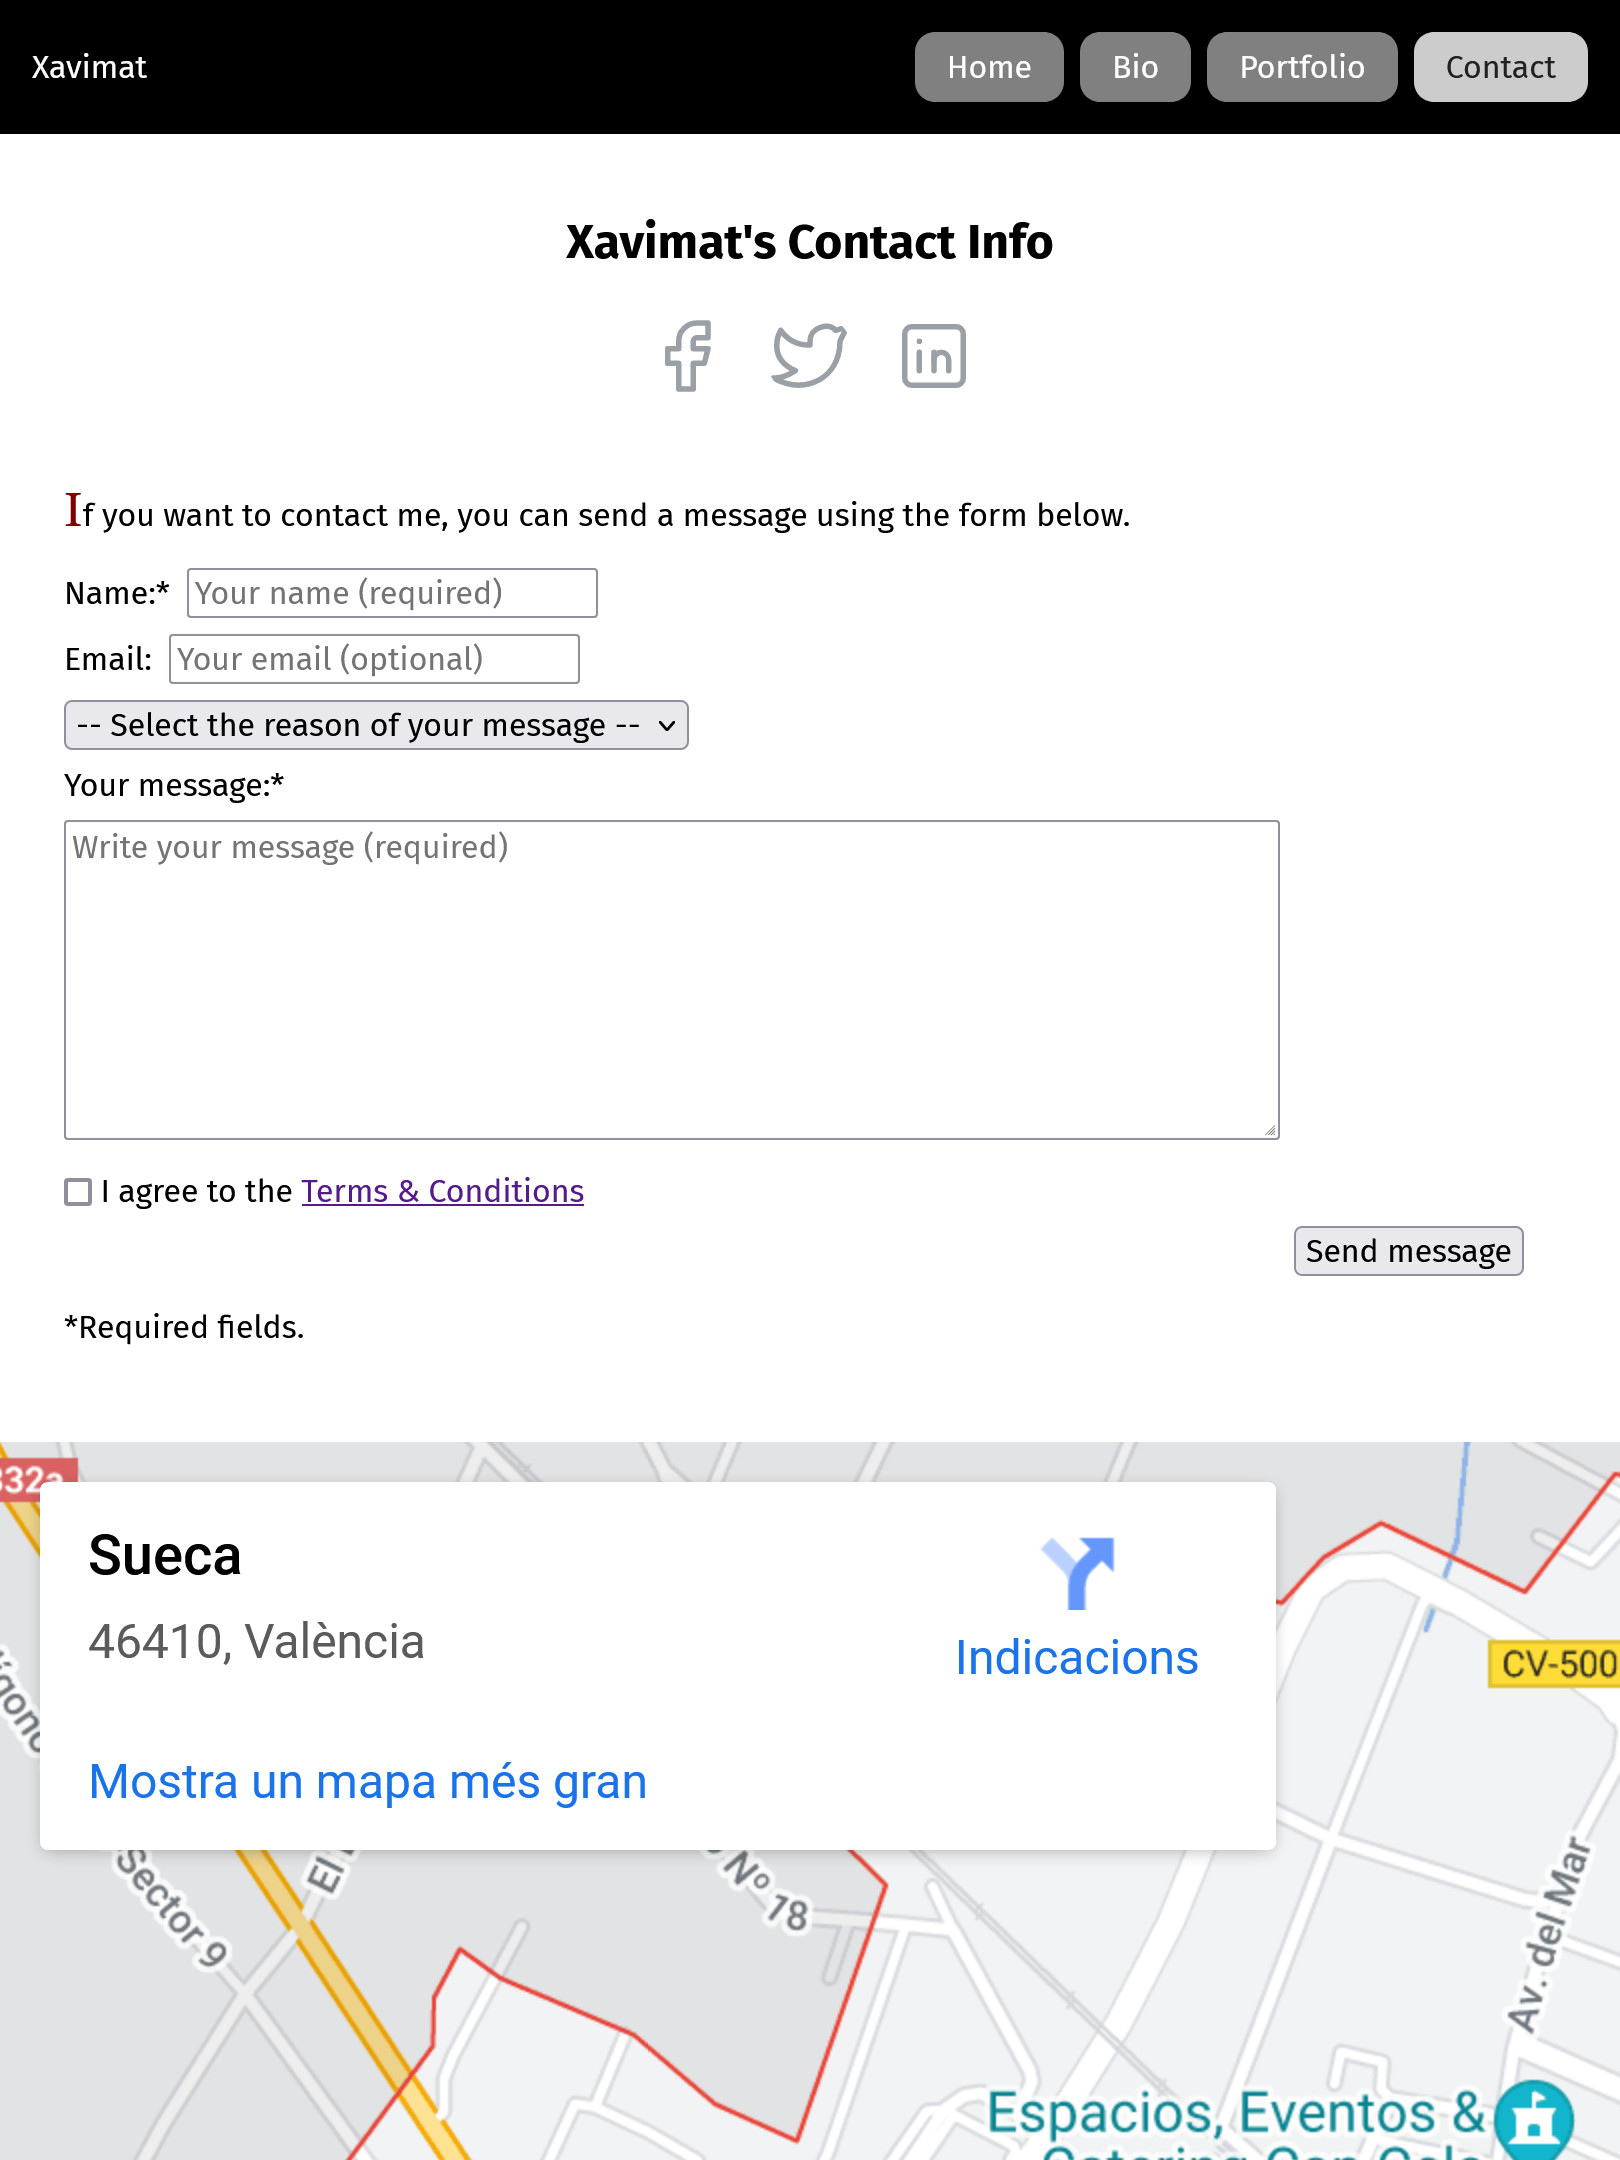 Xavimat
Home
Bio
Portfolio
Contact
Xavimat's Contact Info
in
If you want to contact me, you can send a message using the form below.
Name:* Your name (required)
Email: Your email (optional)
-- Select the reason of your message --
Your message:*
Write your message (required)
I agree to the Terms & Conditions
Send message
*Required fields.
Sueca
46410, València
Indicacions
Mostra un mapa més gran
CV-500
Sector 9
El
Nº 18
Av. del Mar
Espacios, Eventos &